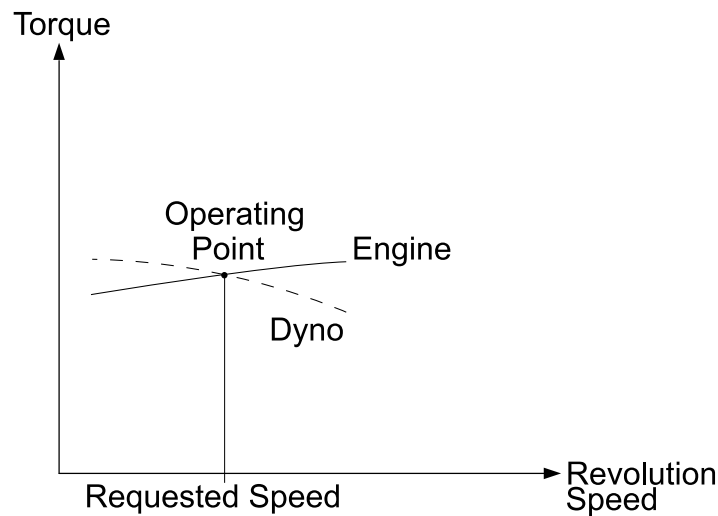 Torque
Operating
Point
Engine
Dyno
Requested Speed
Revolution
Speed